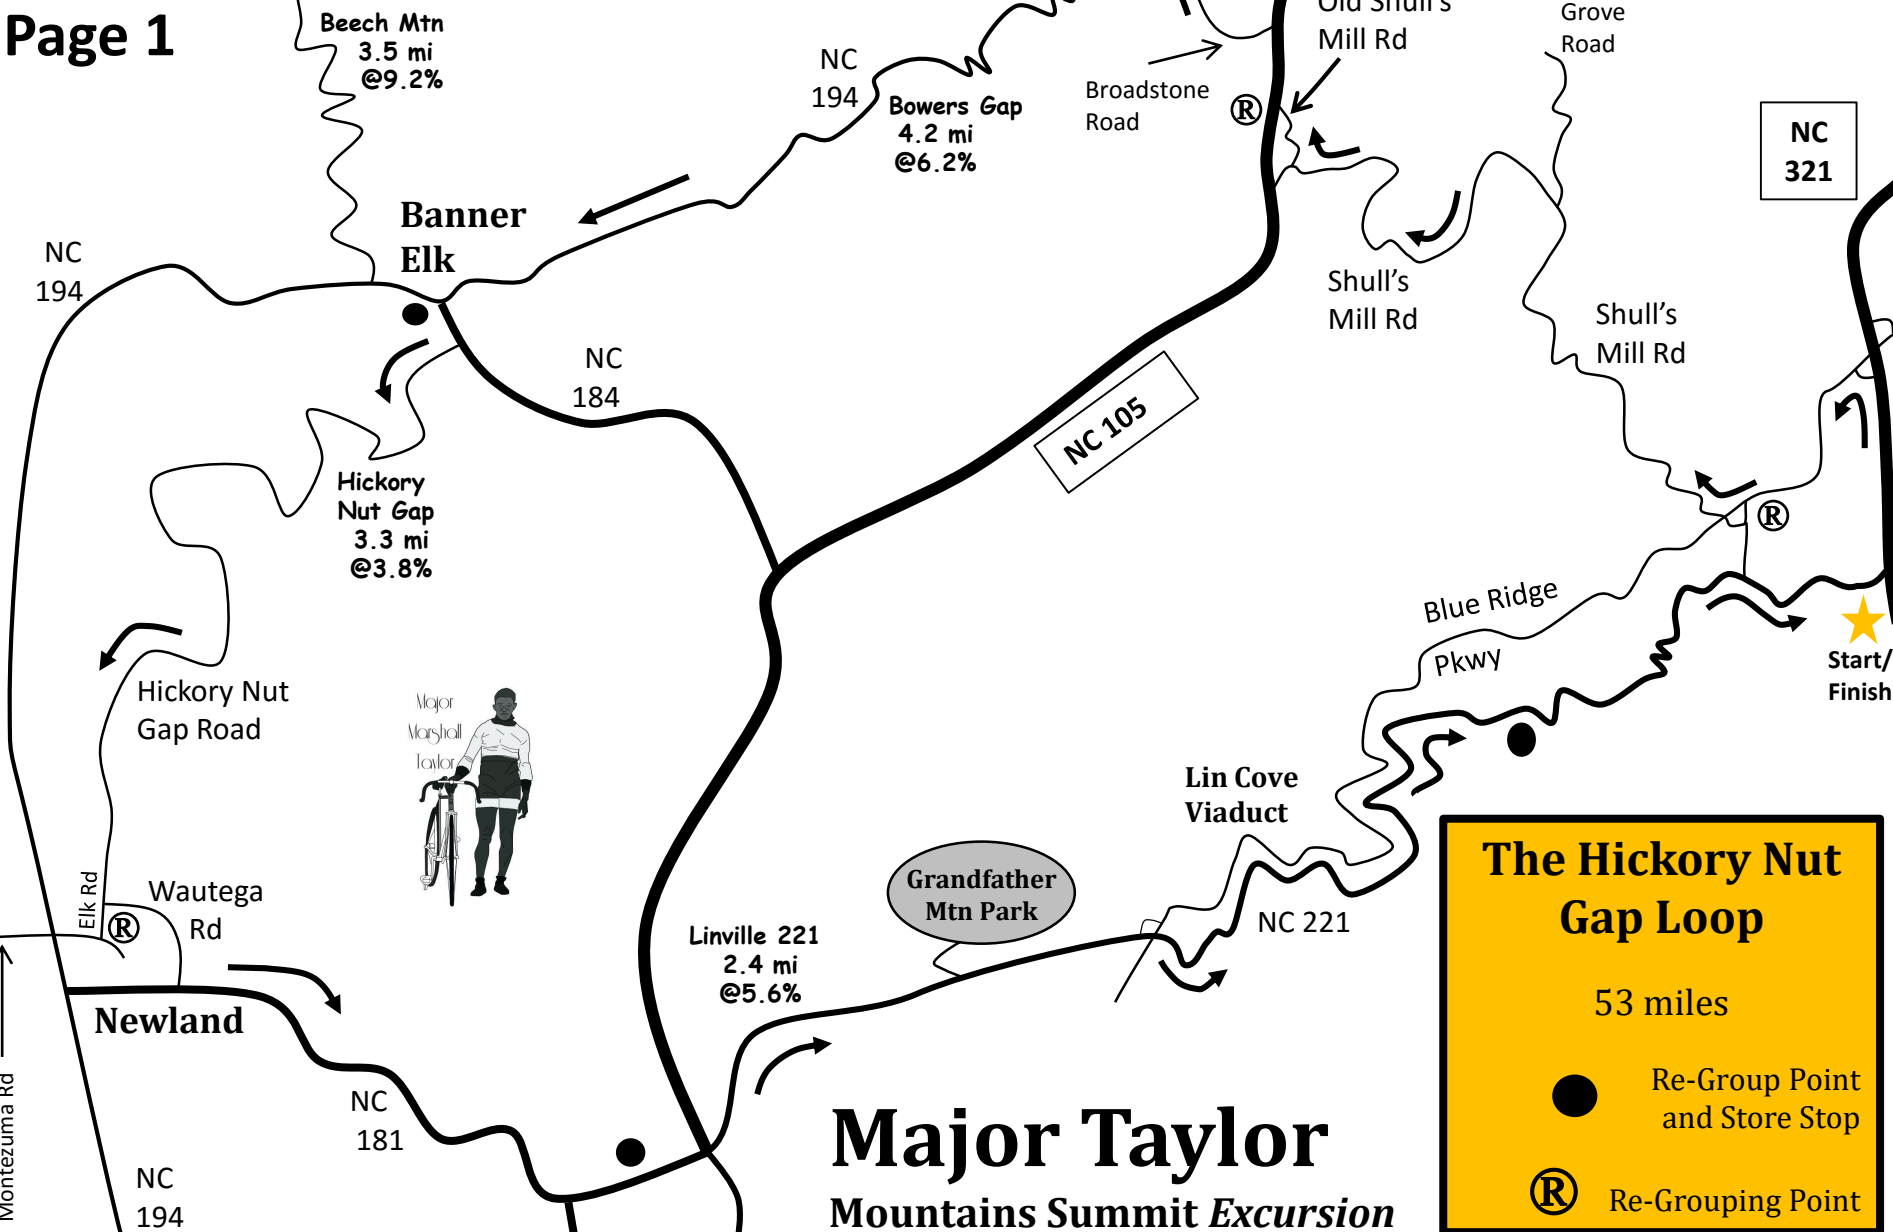 Page 1
Beech Mtn
3.5 mi
@9.2%
NC
194
Bowers Gap
4.2 mi
@6.2%
Broadstone
Road
®
Old Shull's
Mill Rd
Grove
Road
NC
321
Banner
Elk
NC
194
Shull's
Mill Rd
Shull's
Mill Rd
NC
184
NC 105
Hickory
Nut Gap
3.3 mi
@3.8%
®
Blue Ridge
Pkwy
Start/
Finish
Hickory Nut
Gap Road
Major
Marshall
Taylor
Lin Cove
Viaduct
Grandfather
Mtn Park
NC 221
Elk Rd
®
Wautega
Rd
Linville 221
2.4 mi
@5.6%
Newland
Montezuma Rd
NC
181
NC
194
The Hickory Nut
Gap Loop
53 miles
Re-Group Point
and Store Stop
® Re-Grouping Point
Major Taylor
Mountains Summit Excursion